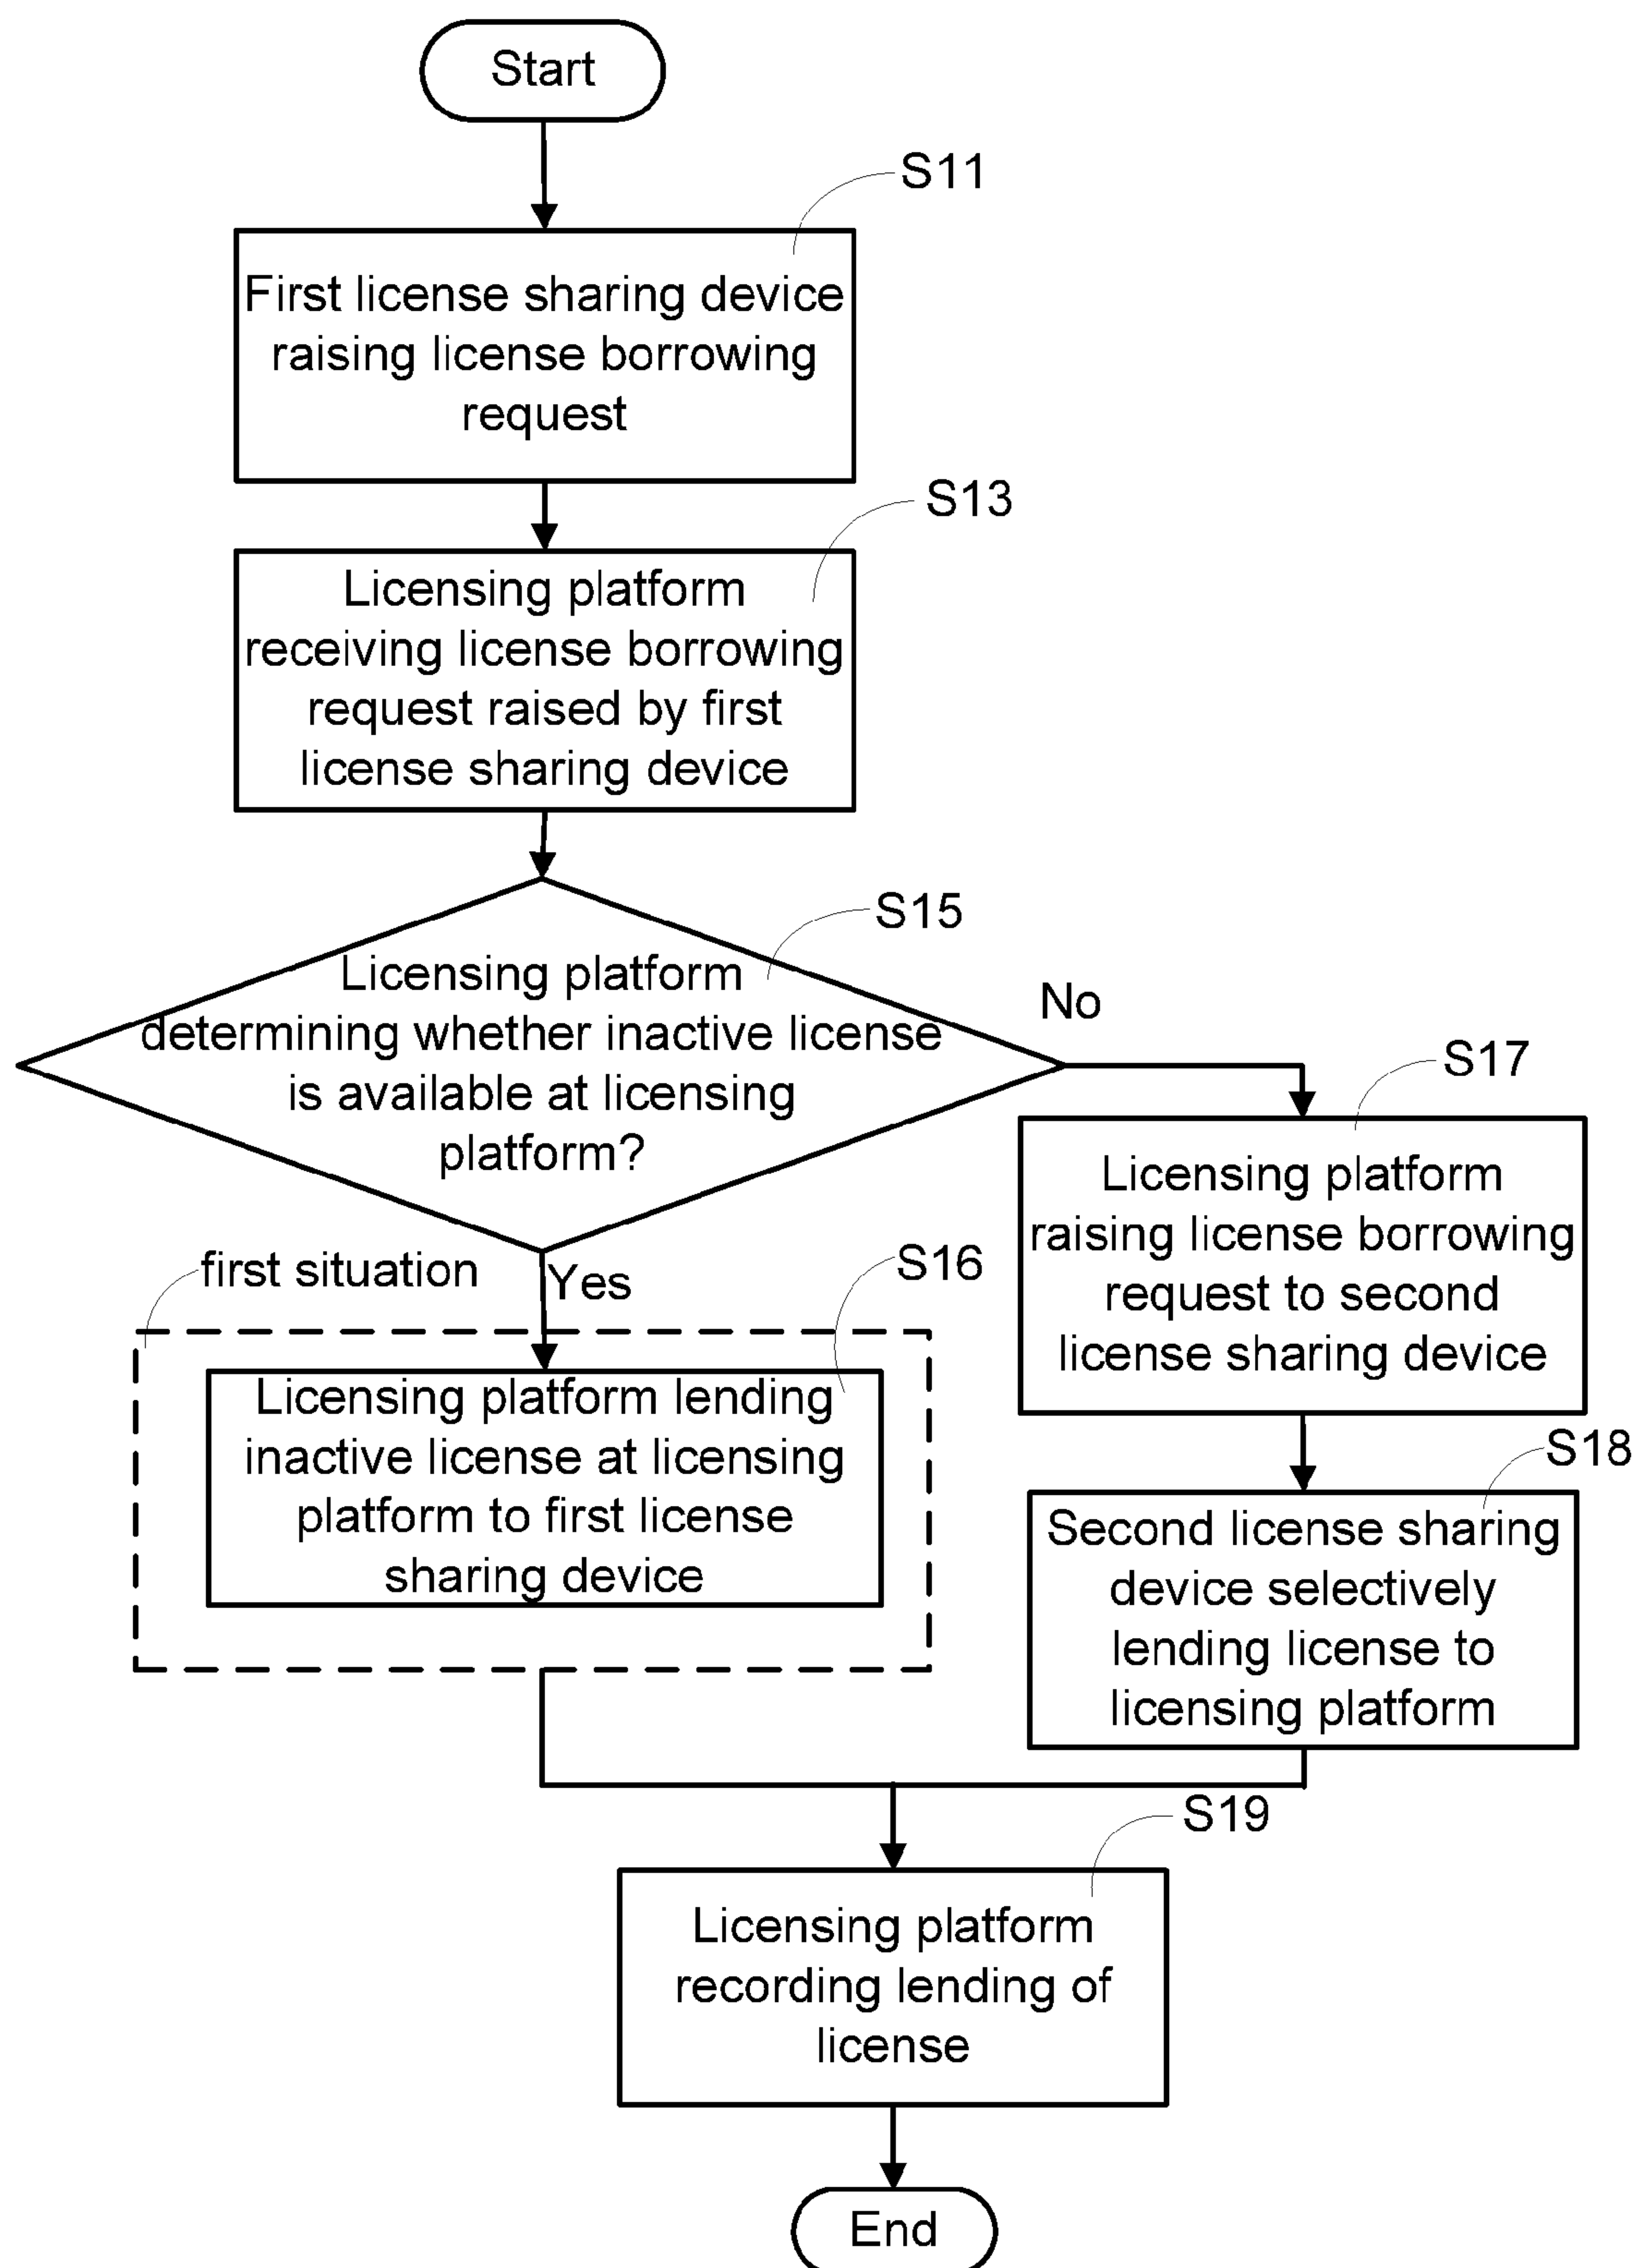 Start
S11
First license sharing device
raising license borrowing
request
S13
Licensing platform
receiving license borrowing
request raised by first
license sharing device
S15
Licensing platform
determining whether inactive license
is available at licensing
platform?
No
S17
Licensing platform
raising license borrowing
request to second
license sharing device
first situation
Yes
S16
Licensing platform lending
inactive license at licensing
platform to first license
sharing device
S18
Second license sharing
device selectively
lending license to
licensing platform
S19
Licensing platform
recording lending of
license
End